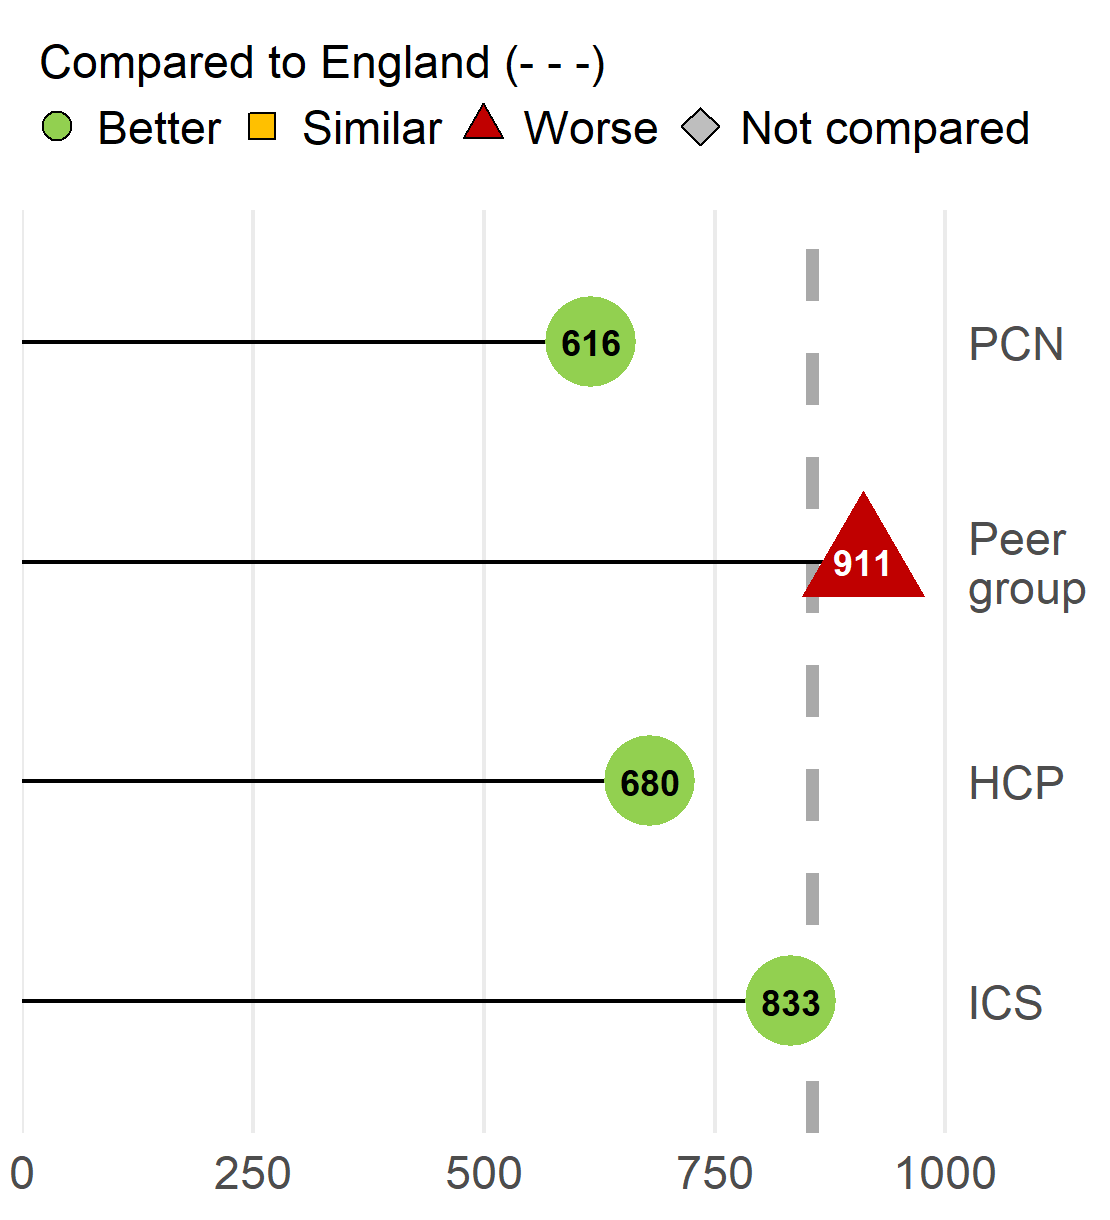 Compared to England (- - -)
Better Similar Worse Not compared
616 PCN
911 Peer
group
680 HCP
833 ICS
0 250 500 750 1000